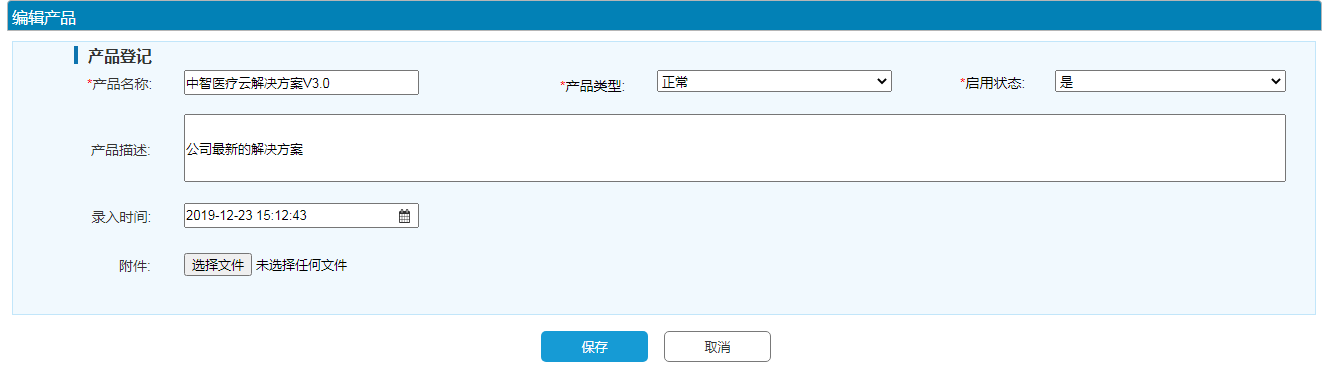 编辑产品
产品登记
*产品名称: 中智医疗云解决方案V3.0 *产品类型: 正常 *启用状态: 是
产品描述: 公司最新的解决方案
录入时间: 2019-12-23 15:12:43
附件: 选择文件 未选择任何文件
保存 取消